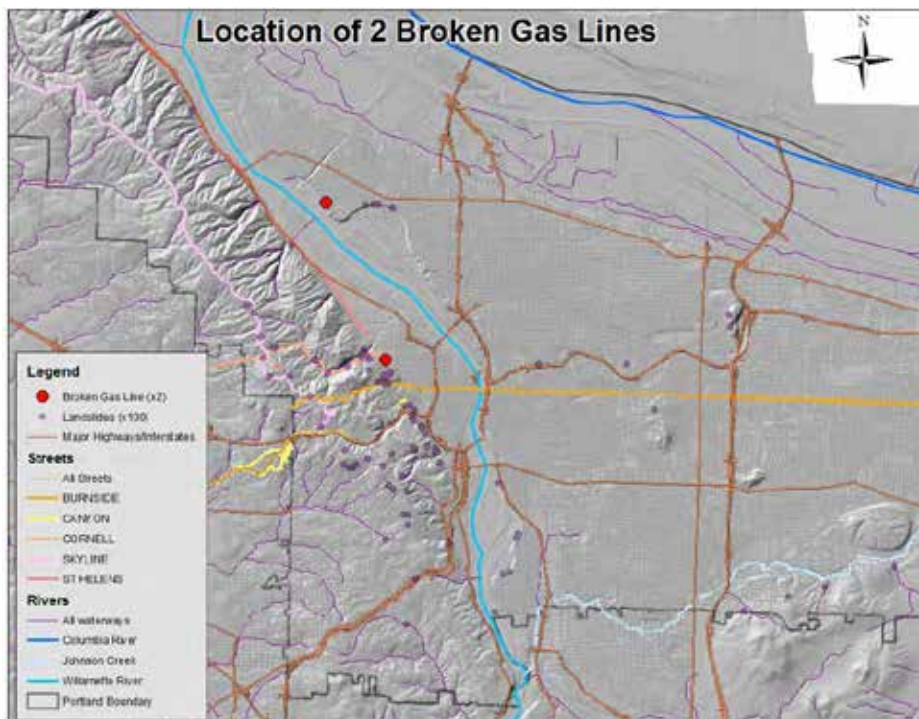 Location of 2 Broken Gas Lines
N
Legend
Broken Gas Line (x2)
Landslides (x100)
Major Highways/Interstates
Streets
All Streets
BURNSIDE
CANYON
CORNELL
SKYLINE
ST HELENS
Rivers
All waterways
Columbia River
Johnson Creek
Willamette River
Portland Boundary